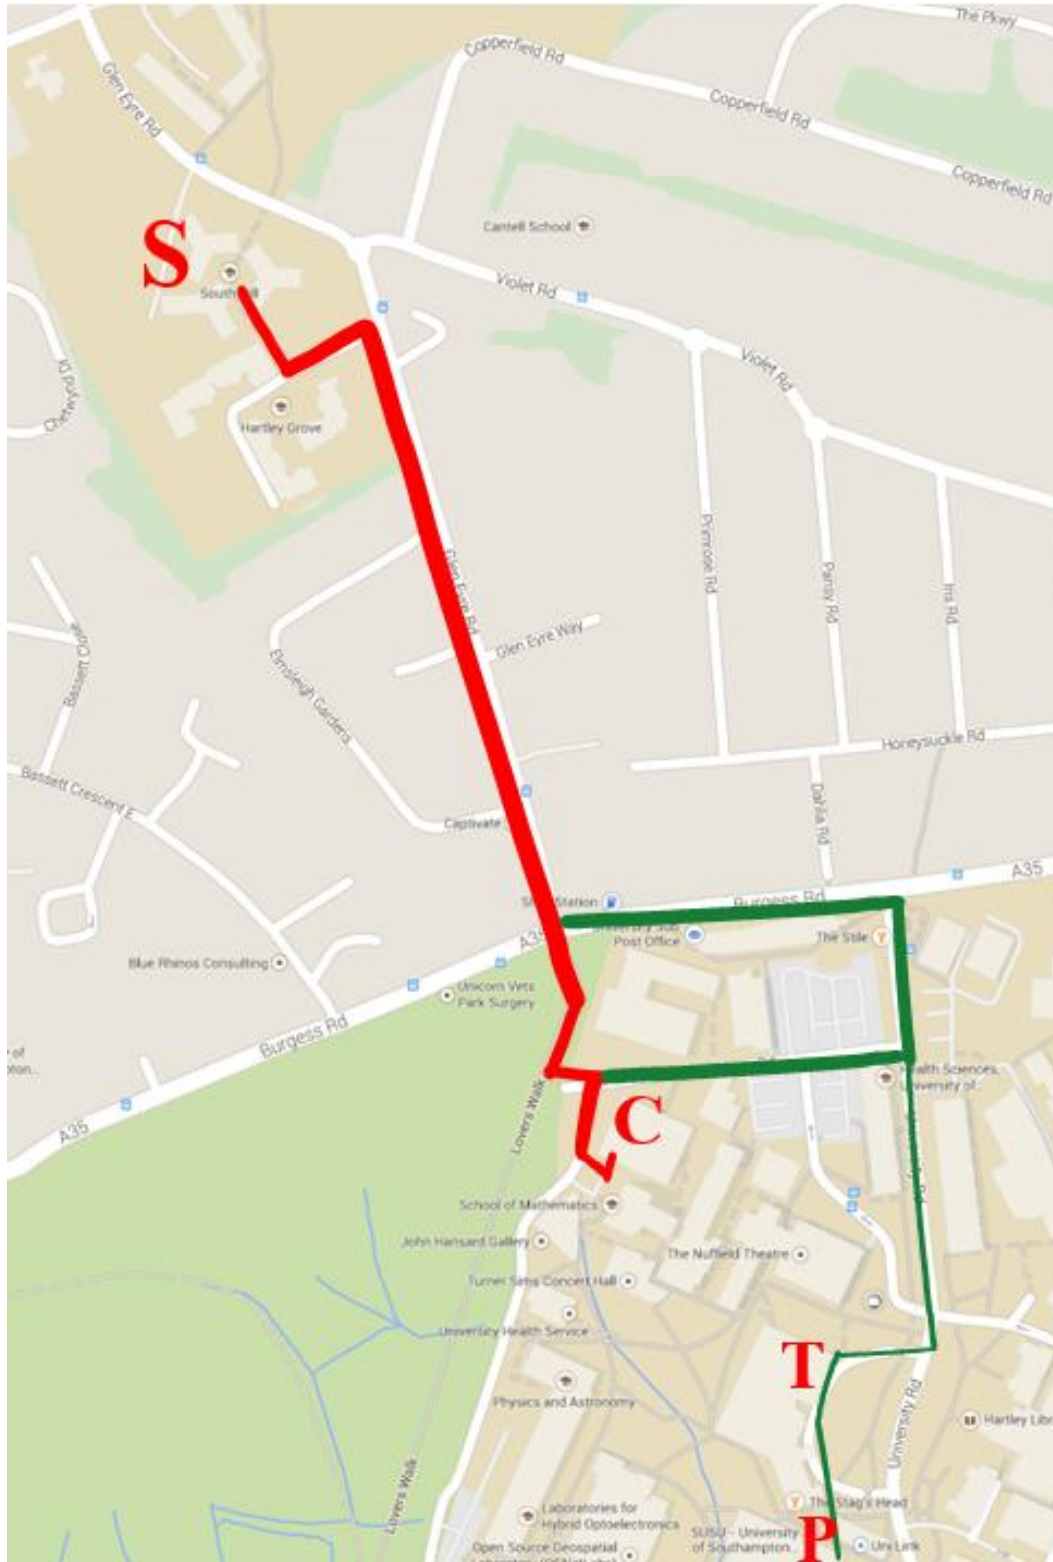 The Pkwy
Copperfield Rd
Glen Eyre Rd
Copperfield Rd
Copperfield Rd
S
Cantell School
South
Violet Rd
Violet Rd
Chetwynd Dr
Hartley Grove
Primrose Rd
Pansy Rd
Iris Rd
Glen Eyre Rd
Glen Eyre Way
Bassett Close
Elmsleigh Gardens
Honeysuckle Rd
Bassett Crescent E
Dahlia Rd
Captivate
A35
Station
Burgess Rd
Post Office
The Stile
A35
Blue Rhinos Consulting
Unicorn Vets
Park Surgery
Burgess Rd
y of
Health Sciences,
University of
A35
Lovers Walk
C
School of Mathematics
John Hansard Gallery
The Nuffield Theatre
Turner Sims Concert Hall
University Health Service
T
Physics and Astronomy
University Rd
Hartley Libr
Lovers Walk
The Stag's Head
Laboratories for
Hybrid Optoelectronics
SUSU - University
of Southampton
P
Uni Link
Open Source Geospatial